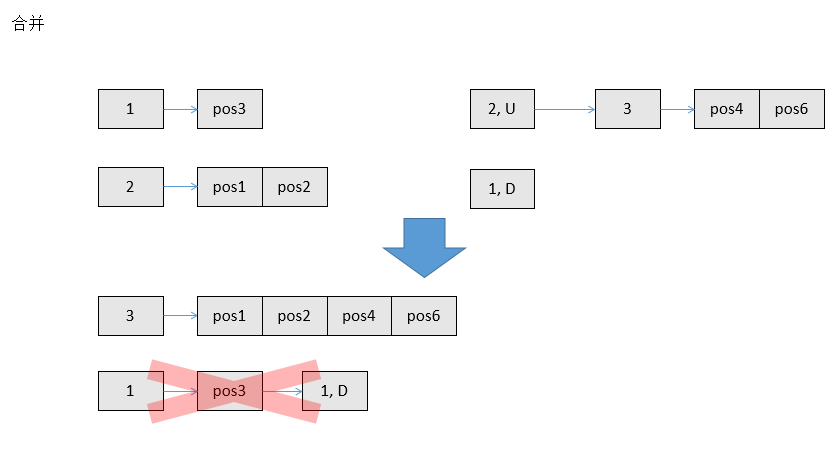 合并
1 pos3 2, U 3 pos4 pos6
2 pos1 pos2 1, D
3 pos1 pos2 pos4 pos6
1 pos3 1, D